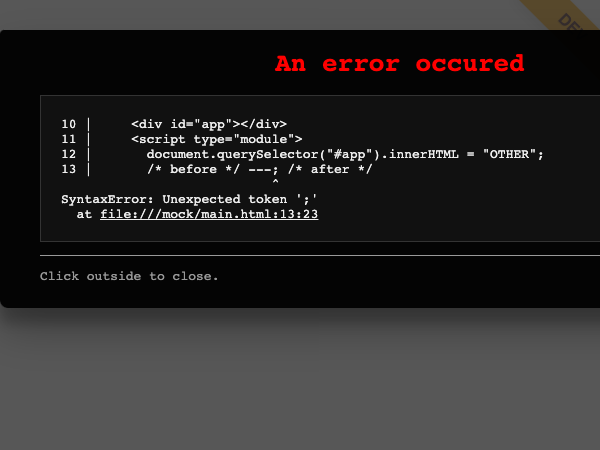 DE
An error occured
10 |     <div id="app"></div>
11 |     <script type="module">
12 |       document.querySelector("#app").innerHTML = "OTHER";
13 |       /* before */ ---; /* after */
                           ^
SyntaxError: Unexpected token ';'
  at file:///mock/main.html:13:23
Click outside to close.